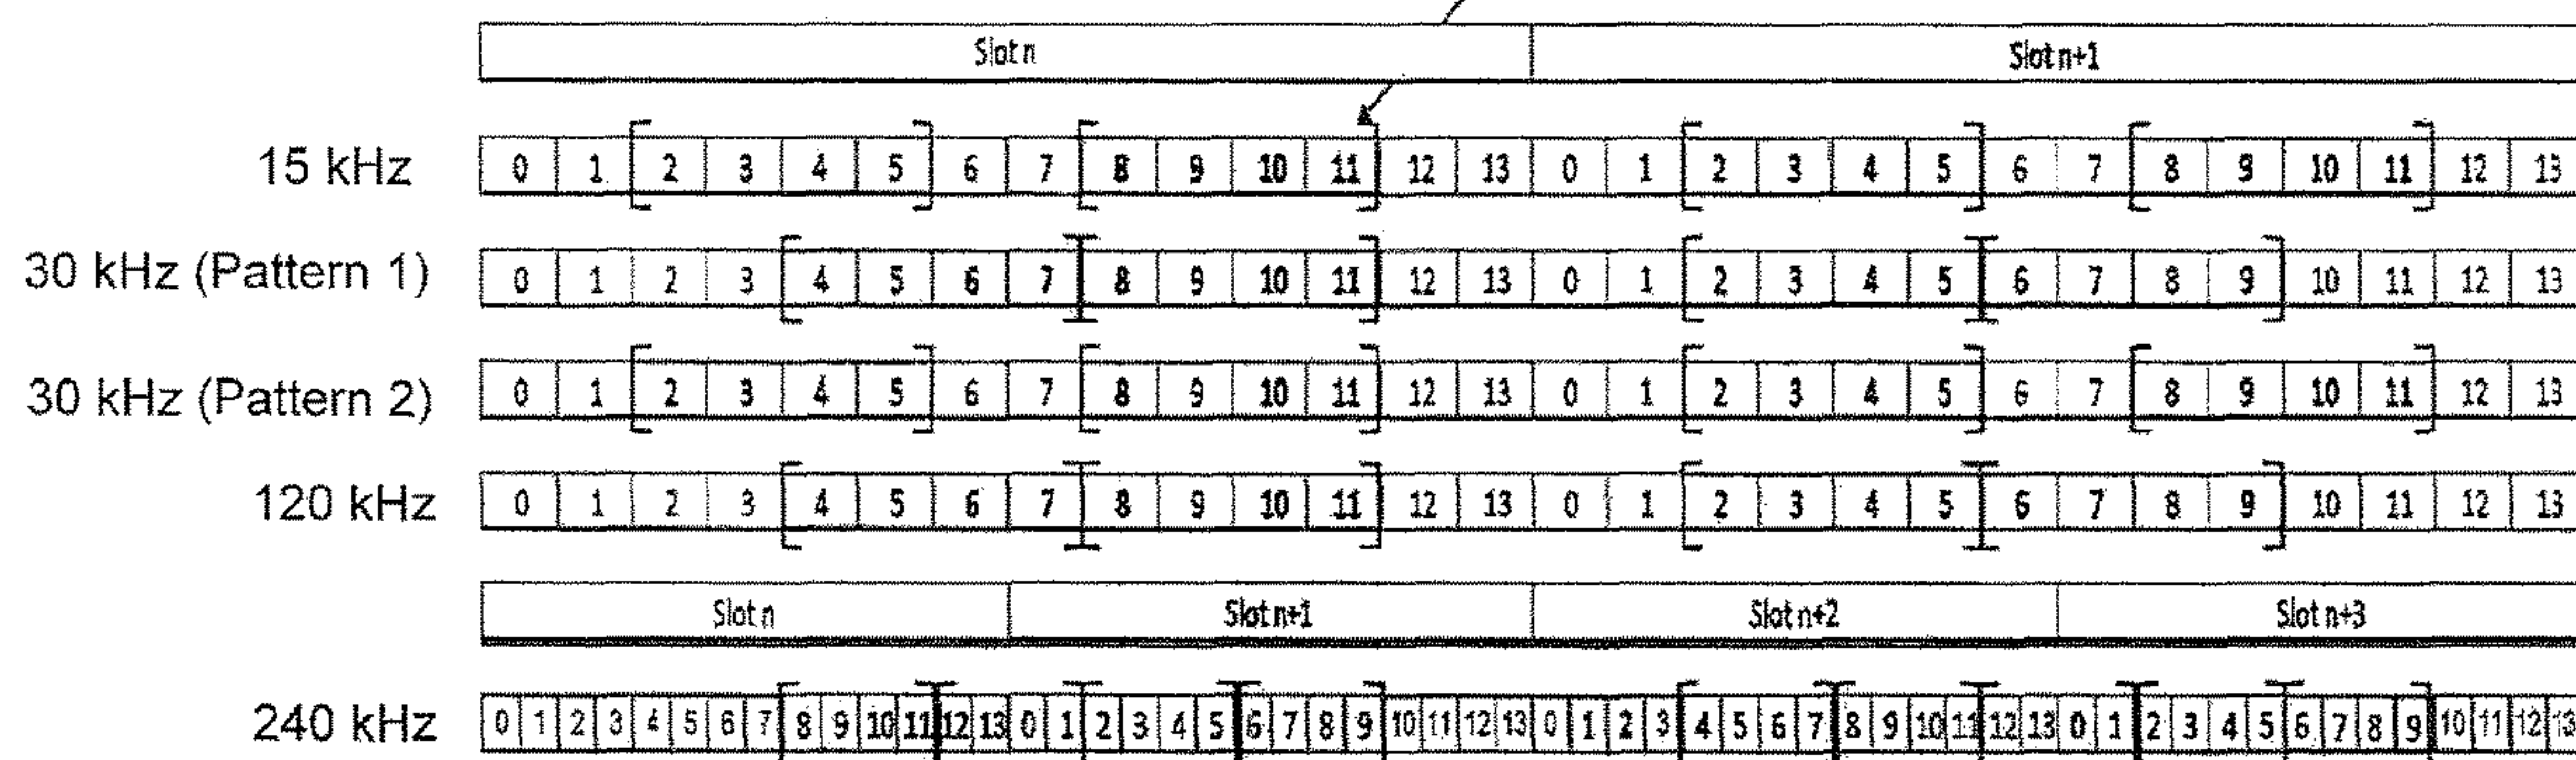 Slot n Slot n+1
15 kHz 0 1 2 3 4 5 6 7 8 9 10 11 12 13 0 1 2 3 4 5 6 7 8 9 10 11 12 13
30 kHz (Pattern 1) 0 1 2 3 4 5 6 7 8 9 10 11 12 13 0 1 2 3 4 5 6 7 8 9 10 11 12 13
30 kHz (Pattern 2) 0 1 2 3 4 5 6 7 8 9 10 11 12 13 0 1 2 3 4 5 6 7 8 9 10 11 12 13
120 kHz 0 1 2 3 4 5 6 7 8 9 10 11 12 13 0 1 2 3 4 5 6 7 8 9 10 11 12 13
Slot n Slot n+1 Slot n+2 Slot n+3
240 kHz 0 1 2 3 4 5 6 7 8 9 10 11 12 13 0 1 2 3 4 5 6 7 8 9 10 11 12 13 0 1 2 3 4 5 6 7 8 9 10 11 12 13 0 1 2 3 4 5 6 7 8 9 10 11 12 13